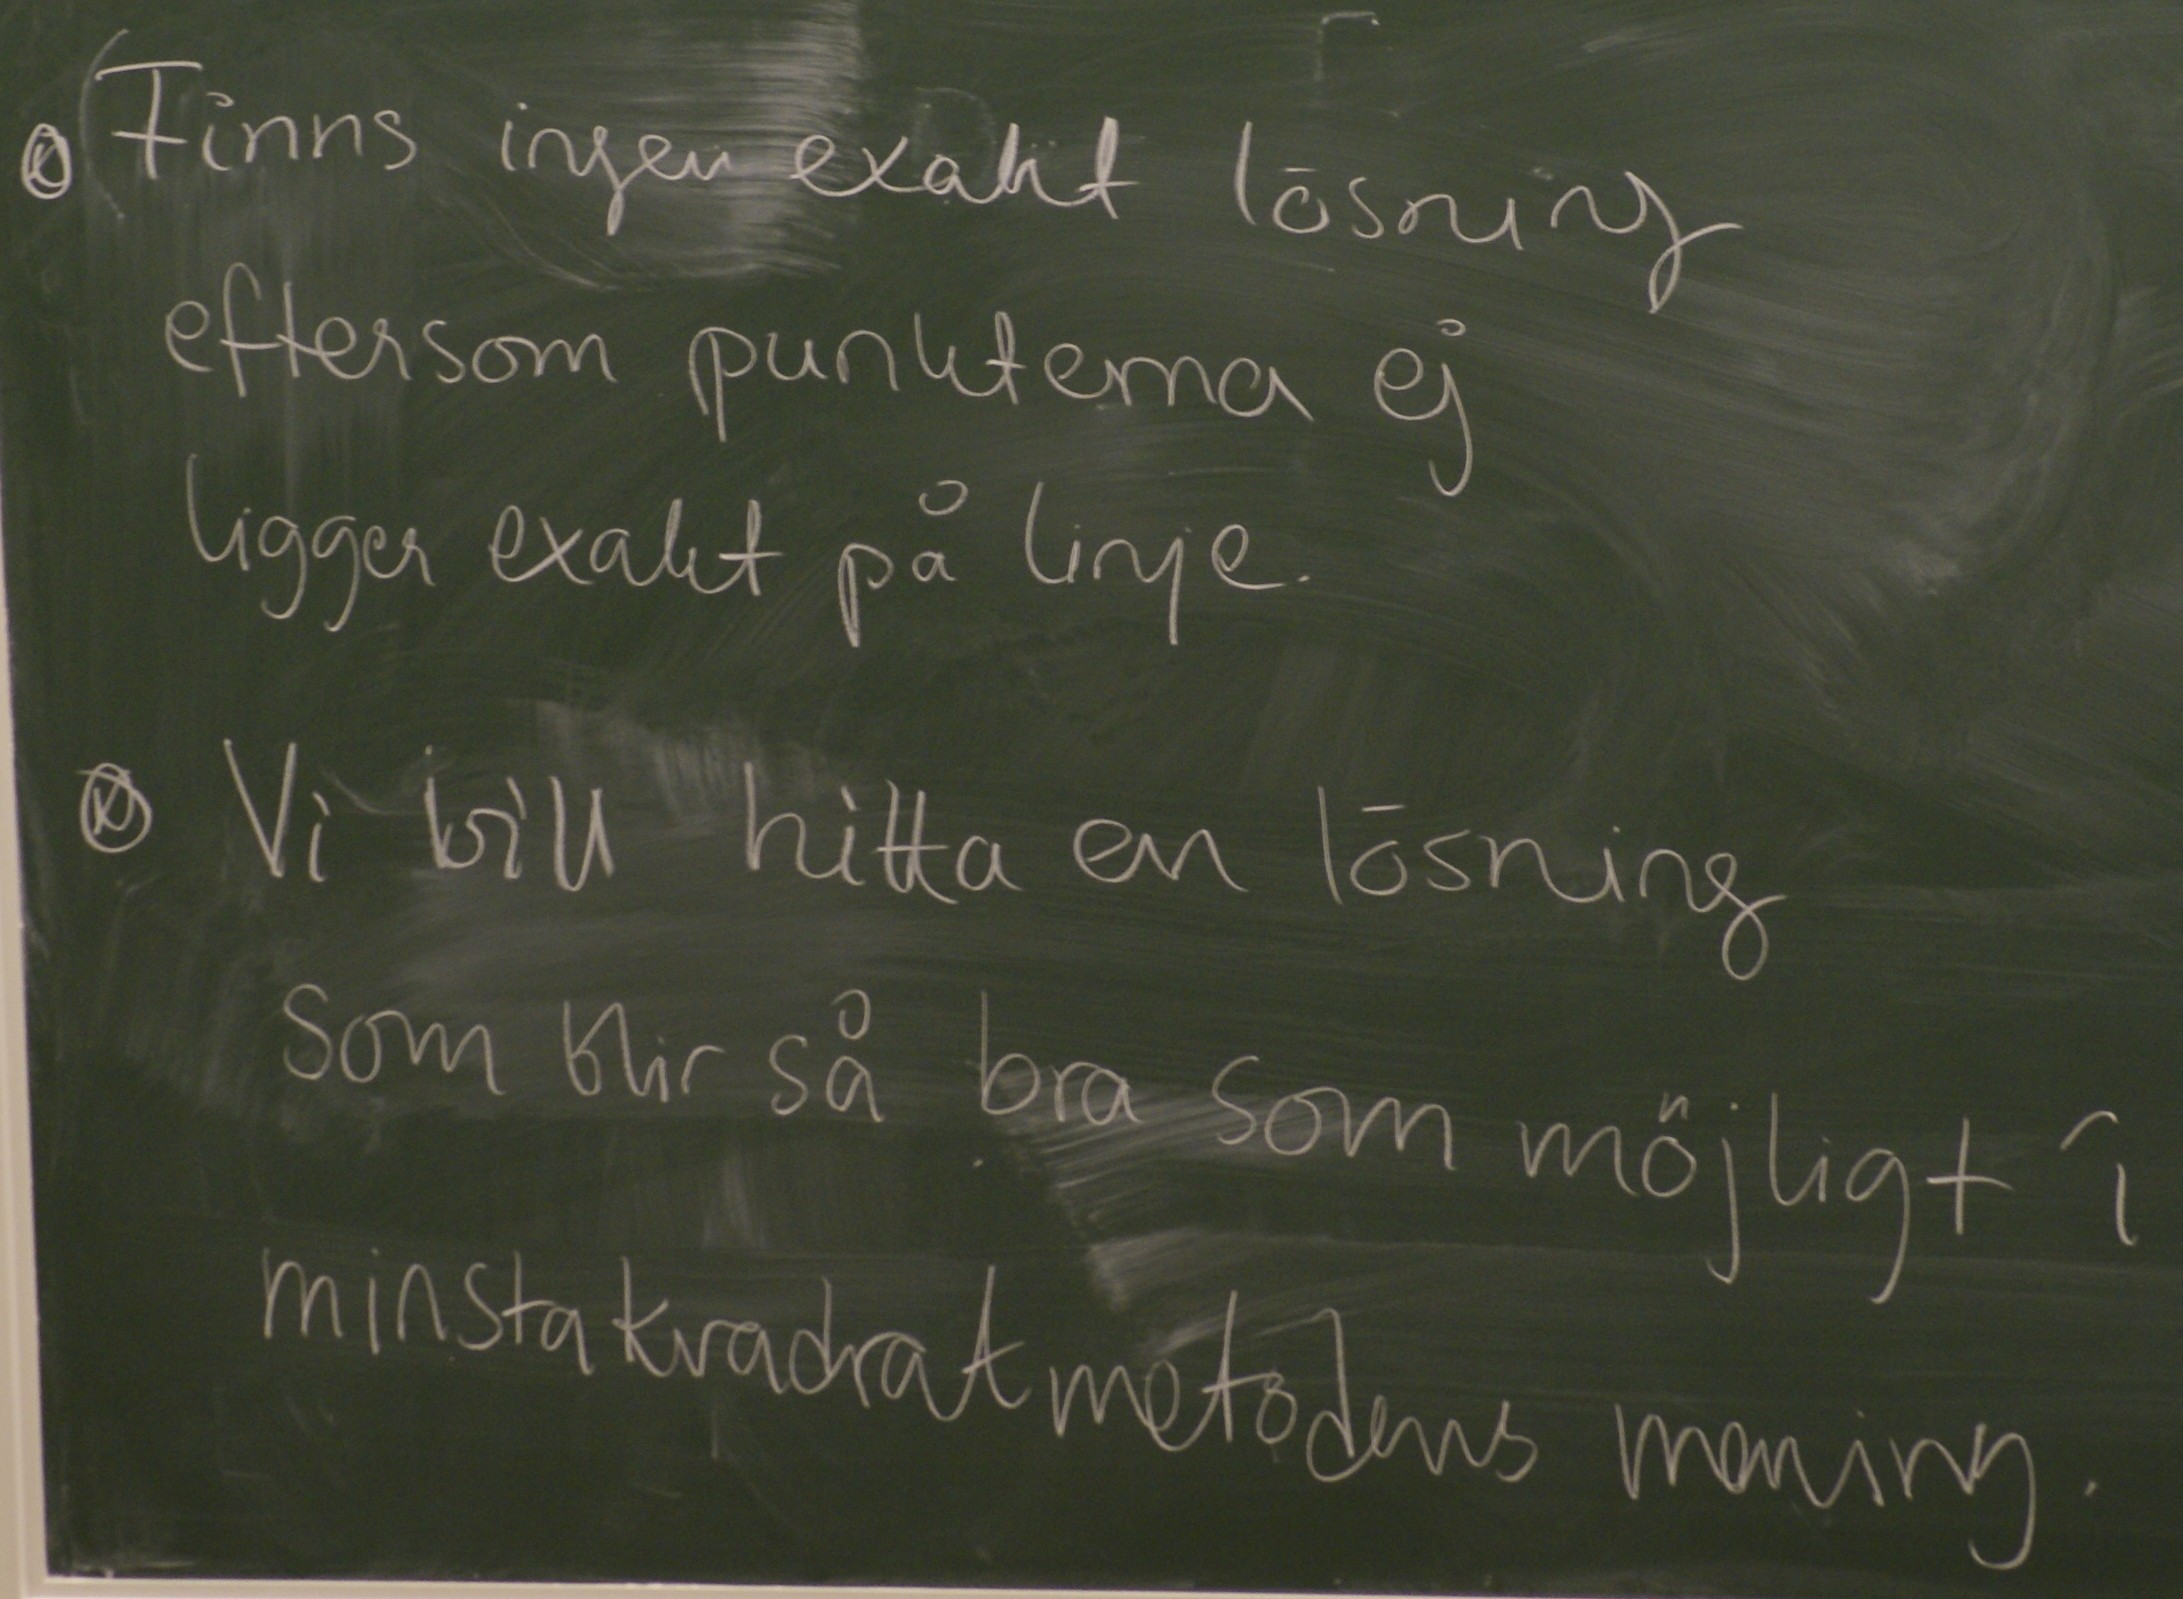 Finns ingen exakt lösning
eftersom punkterna ej
ligger exakt på linje.
Vi vill hitta en lösning
som blir så bra som möjligt i
minstakvadratmetodens mening.